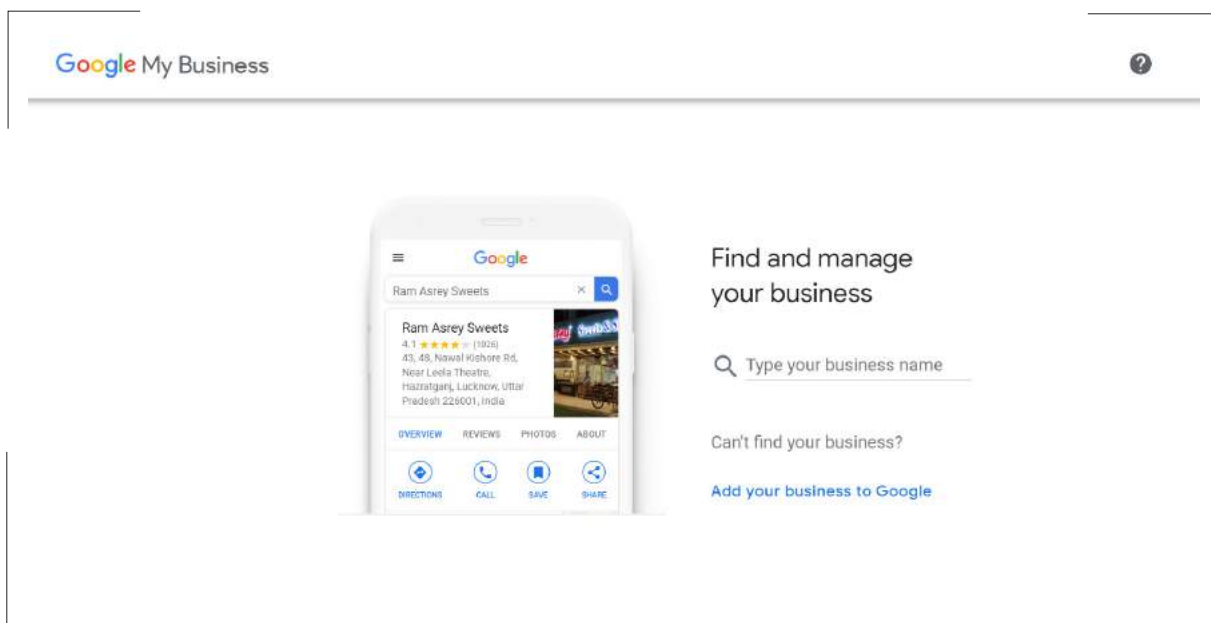 Google My Business
Google
Ram Asrey Sweets
Ram Asrey Sweets
4.1 (1026)
43, 48, Nawal Kishore Rd,
Near Leela Theatre,
Hazratganj, Lucknow, Uttar
Pradesh 226001, India
OVERVIEW REVIEWS PHOTOS ABOUT
DIRECTIONS CALL SAVE SHARE
Find and manage
your business
Type your business name
Can't find your business?
Add your business to Google